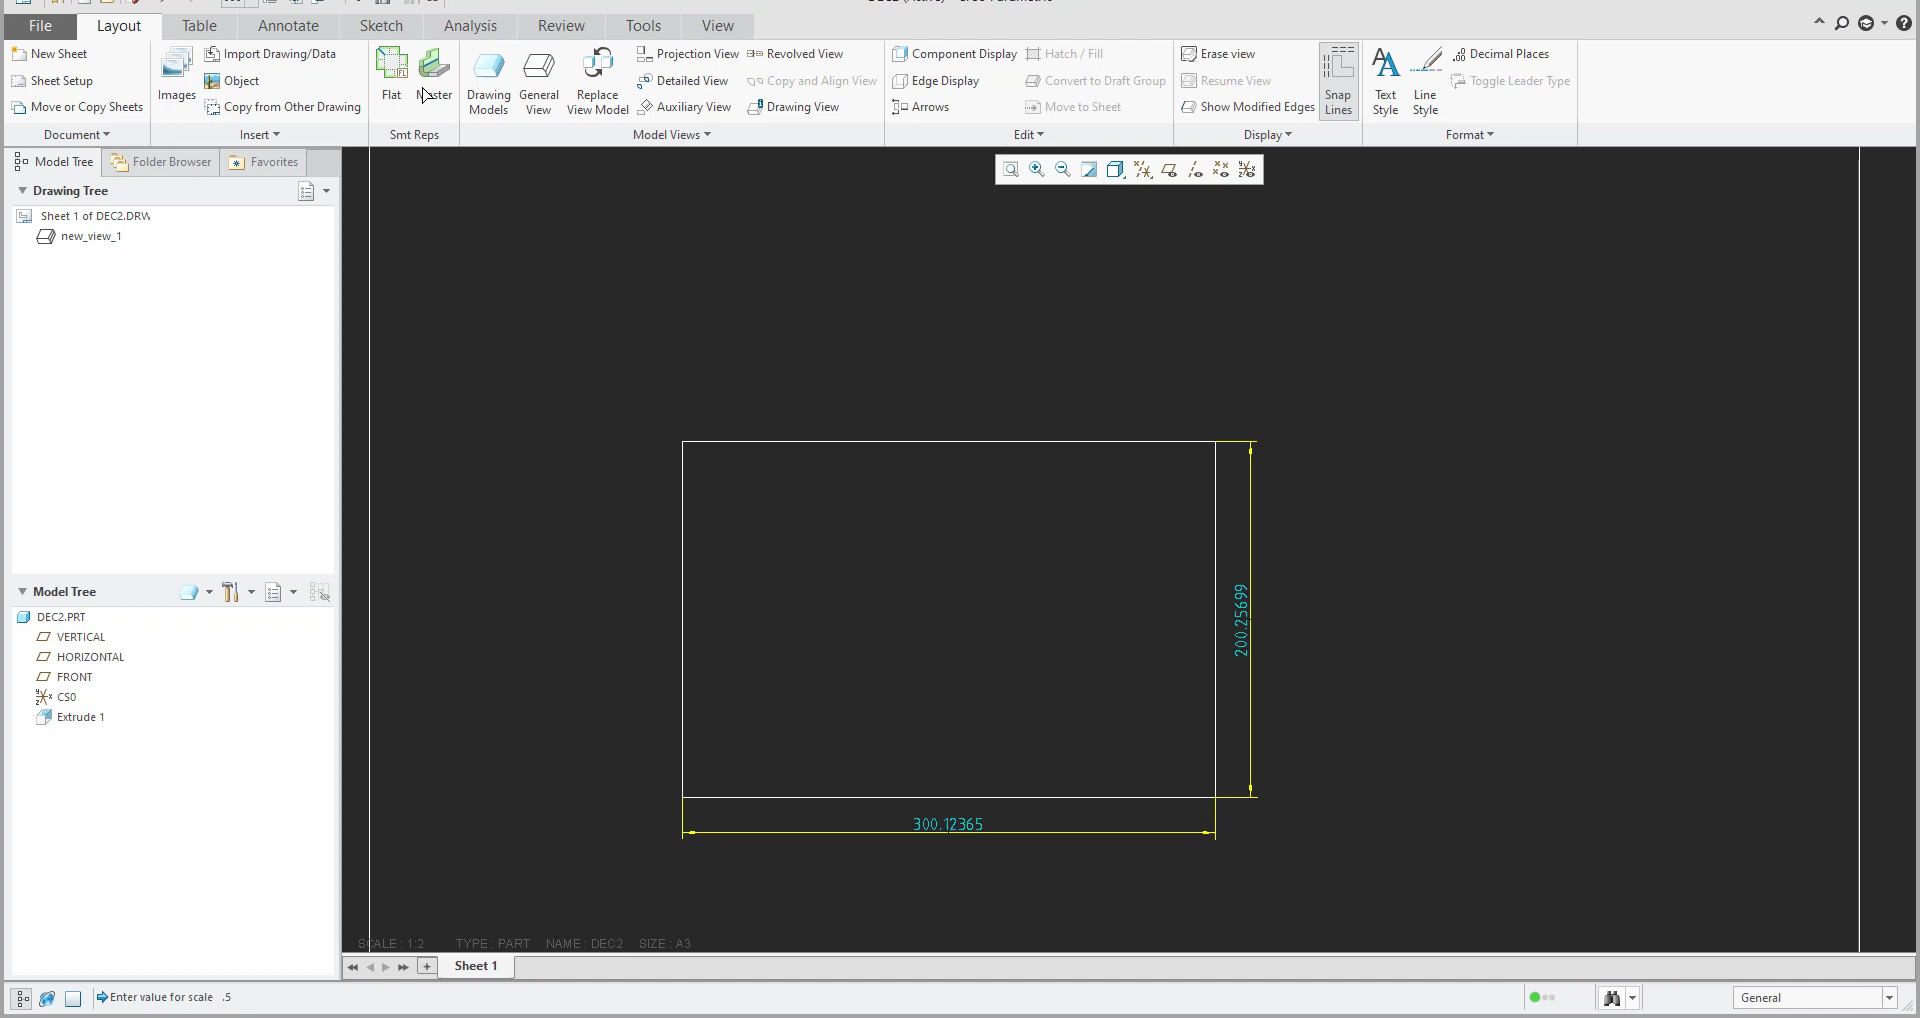 File Layout Table Annotate Sketch Analysis Review Tools View
New Sheet
Sheet Setup
Move or Copy Sheets
Document
Images
Import Drawing/Data
Object
Copy from Other Drawing
Insert
Flat
Smt Reps
Drawing Models
General View
Replace View Model
Projection View
Detailed View
Auxiliary View
Revolved View
Copy and Align View
Drawing View
Model Views
Component Display
Edge Display
Arrows
Hatch / Fill
Convert to Draft Group
Move to Sheet
Edit
Erase view
Resume View
Show Modified Edges
Snap Lines
Display
Text Style
Line Style
Decimal Places
Toggle Leader Type
Format
Model Tree Folder Browser Favorites
Drawing Tree
Sheet 1 of DEC2.DRW
new_view_1
Model Tree
DEC2.PRT
VERTICAL
HORIZONTAL
FRONT
CS0
Extrude 1
200.25699
300.12365
SCALE : 1:2 TYPE : PART NAME : DEC2 SIZE : A3
Sheet 1
Enter value for scale .5
General